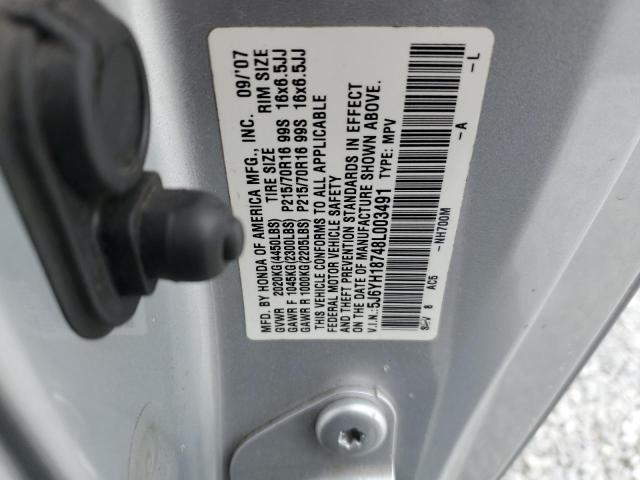 MFD. BY HONDA OF AMERICA MFG., INC. 09/'07
TIRE SIZE RIM SIZE
GVWR 2020KG(4450LBS)
GAWR F 1045KG(2300LBS) P215/70R16 99S 16x6.5JJ
GAWR R 1000KG(2205LBS) P215/70R16 99S 16x6.5JJ
THIS VEHICLE CONFORMS TO ALL APPLICABLE
FEDERAL MOTOR VEHICLE SAFETY
AND THEFT PREVENTION STANDARDS IN EFFECT
ON THE DATE OF MANUFACTURE SHOWN ABOVE.
V.I.N.: 5J6YH18748L003491 TYPE: MPV
8 AC5 -NH700M -A -L